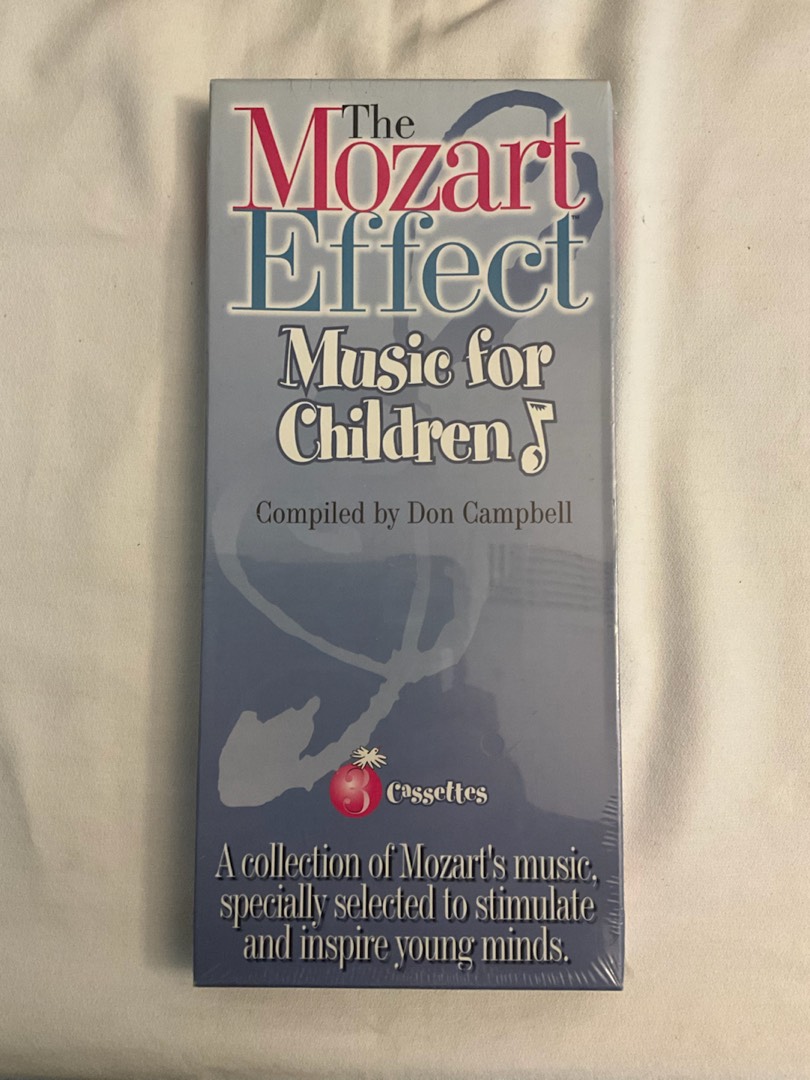 The
Mozart
Effect™
Music for
Children
Compiled by Don Campbell
3 Cassettes
A collection of Mozart's music,
specially selected to stimulate
and inspire young minds.